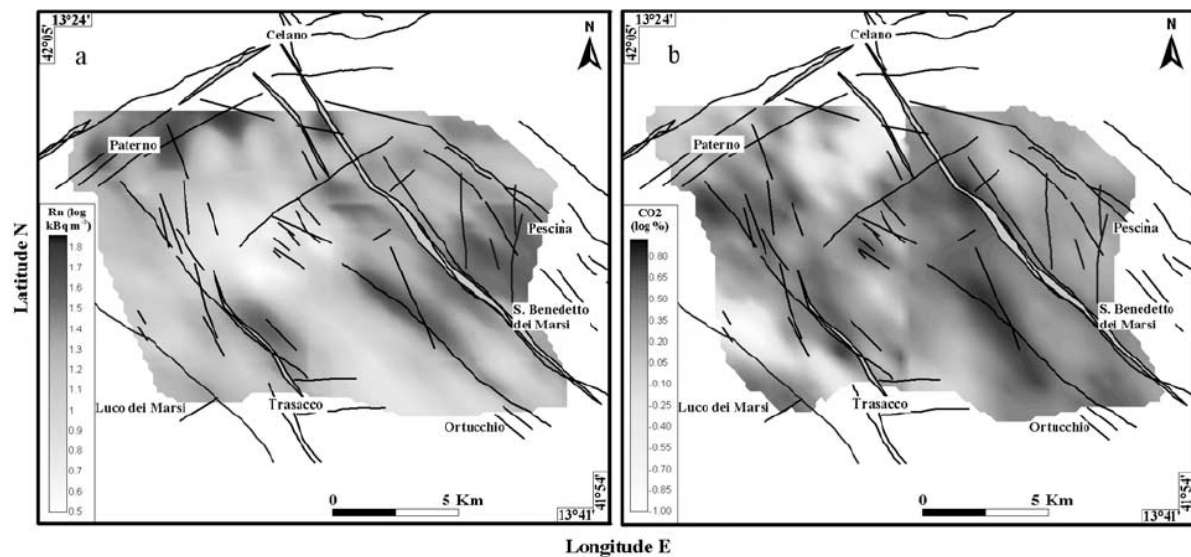 13°24'
42°05'
a
Celano
N
Paterno
Rn (log
kBq m⁻³)
1.8
1.7
1.6
1.5
1.4
1.3
1.2
1.1
1
0.9
0.8
0.7
0.6
0.5
Pescina
S. Benedetto
dei Marsi
Luco dei Marsi
Trasacco
Ortucchio
0 5 Km
13°41'
41°54'
13°24'
42°05'
b
Celano
N
Paterno
CO2
(log %)
0.80
0.65
0.50
0.35
0.20
0.05
-0.10
-0.25
-0.40
-0.55
-0.70
-0.85
-1.00
Pescina
S. Benedetto
dei Marsi
Luco dei Marsi
Trasacco
Ortucchio
0 5 Km
13°41'
41°54'
Latitude N
Longitude E